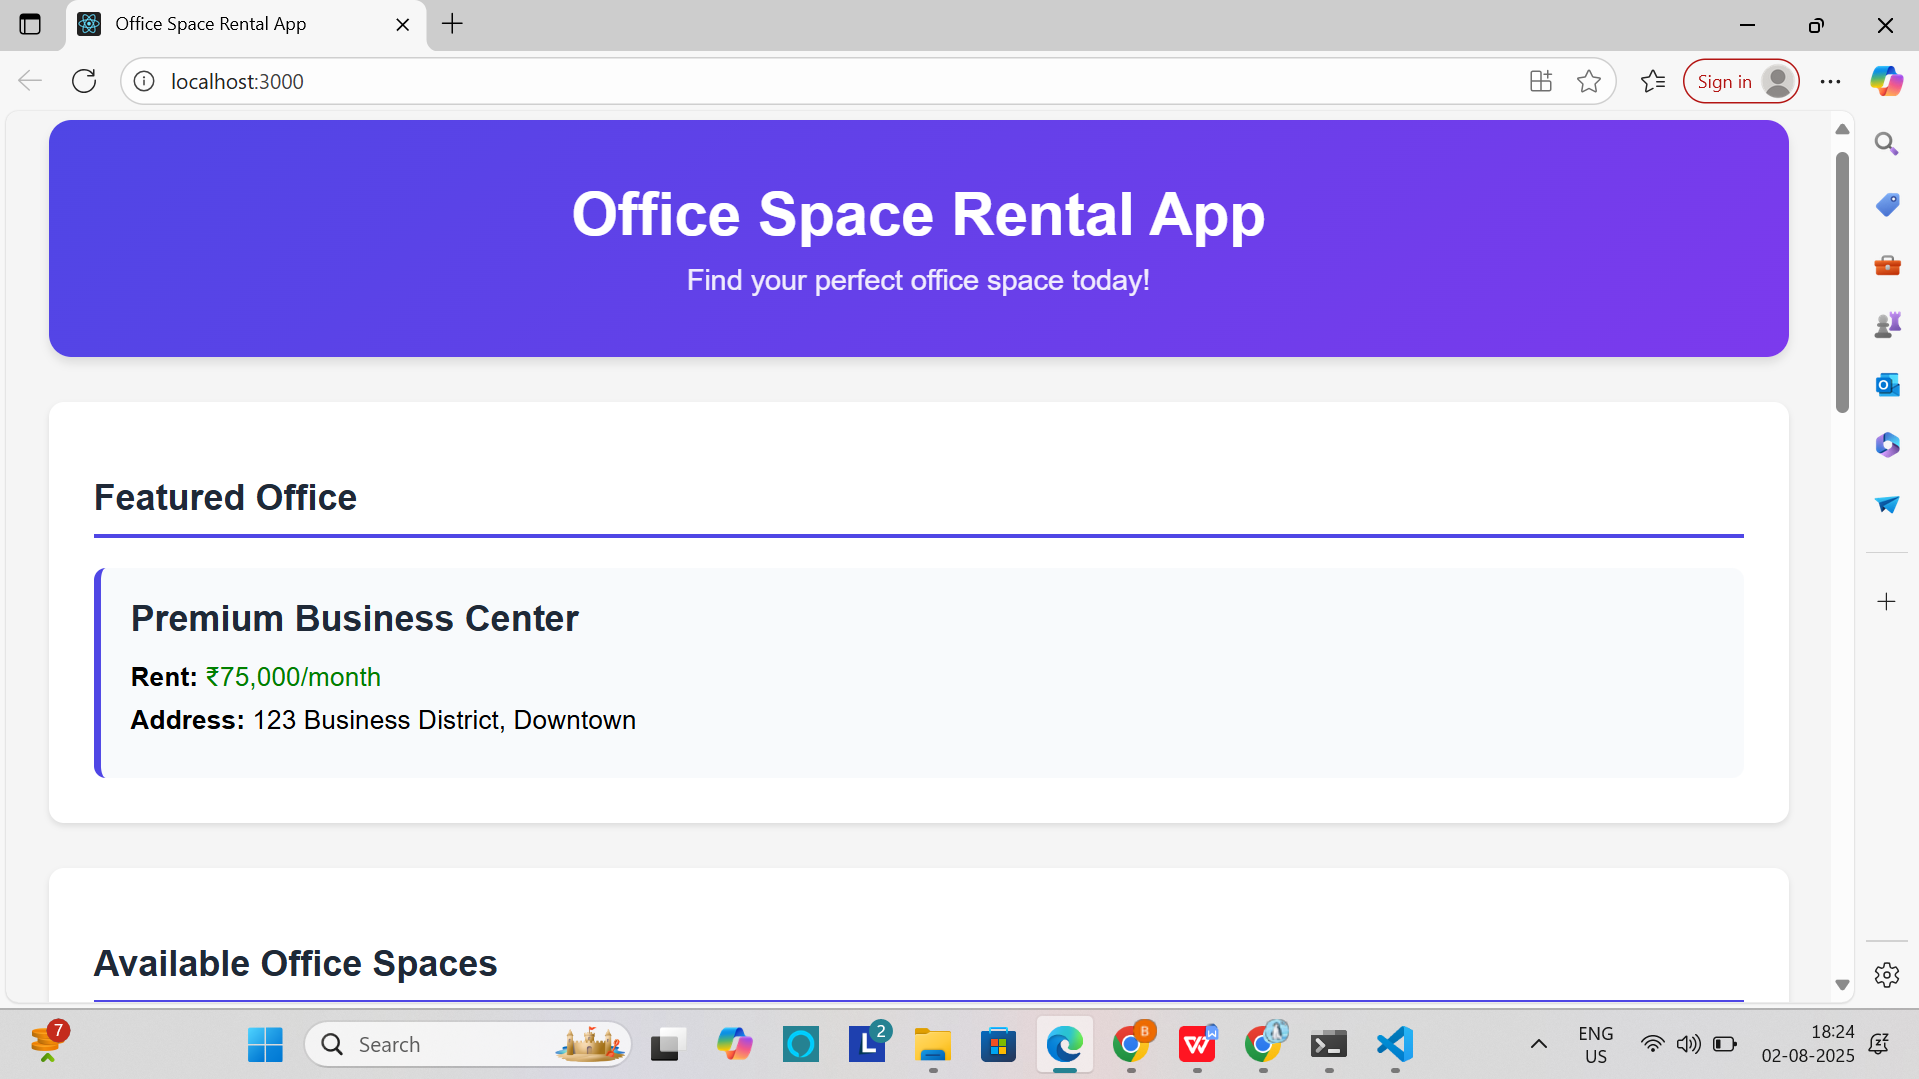 Office Space Rental App
localhost:3000
Sign in
Office Space Rental App
Find your perfect office space today!
Featured Office
Premium Business Center
Rent: ₹75,000/month
Address: 123 Business District, Downtown
Available Office Spaces
7
Search
L
2
B
W
W
ENG
US
18:24
02-08-2025